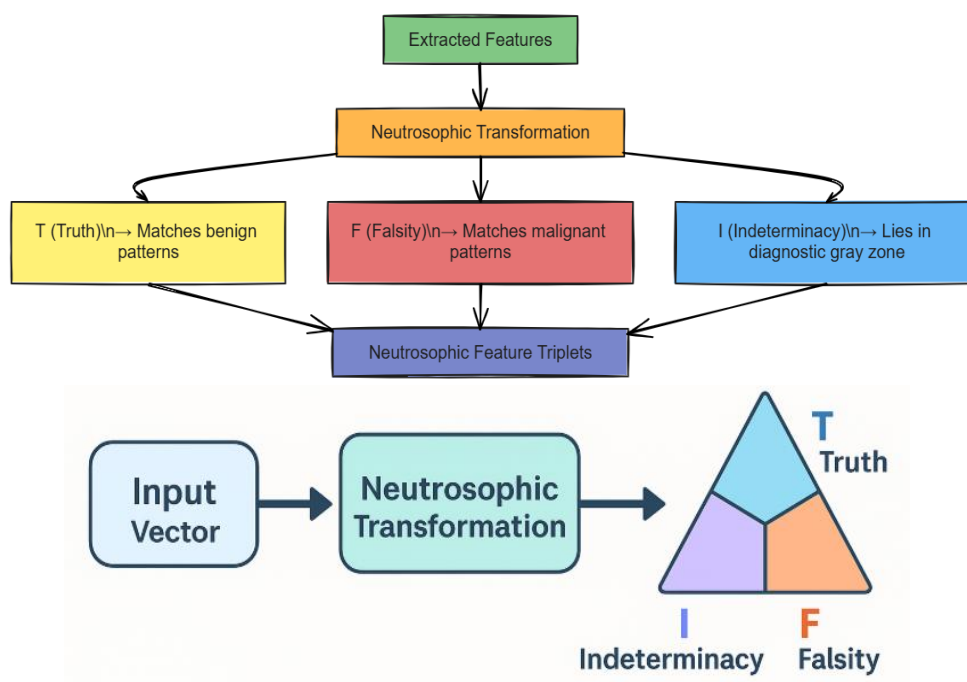 Extracted Features
Neutrosophic Transformation
T (Truth)\n→ Matches benign
patterns
F (Falsity)\n→ Matches malignant
patterns
I (Indeterminacy)\n→ Lies in
diagnostic gray zone
Neutrosophic Feature Triplets
Input
Vector
Neutrosophic
Transformation
T
Truth
I
Indeterminacy
F
Falsity